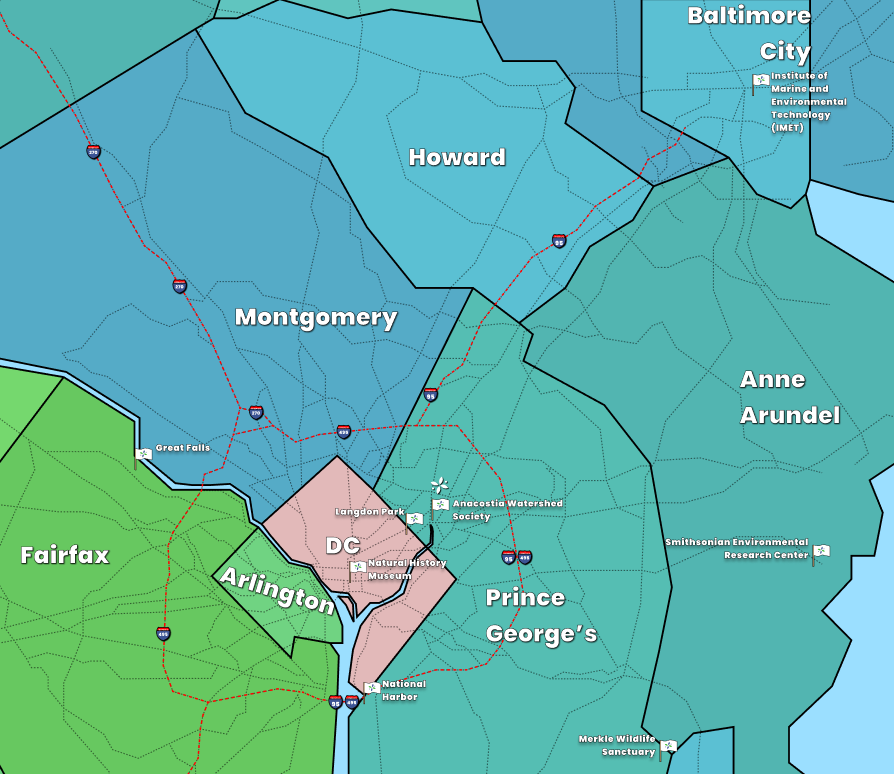 Baltimore
City
Institute of
Marine and
Environmental
Technology
(IMET)
270
Howard
95
270
Montgomery
Anne
Arundel
95
270
495
Great Falls
Langdon Park
Anacostia Watershed
Society
DC
Natural History
Museum
Smithsonian Environmental
Research Center
Fairfax
95
495
Arlington
Prince
George's
495
National
Harbor
95
495
Merkle Wildlife
Sanctuary